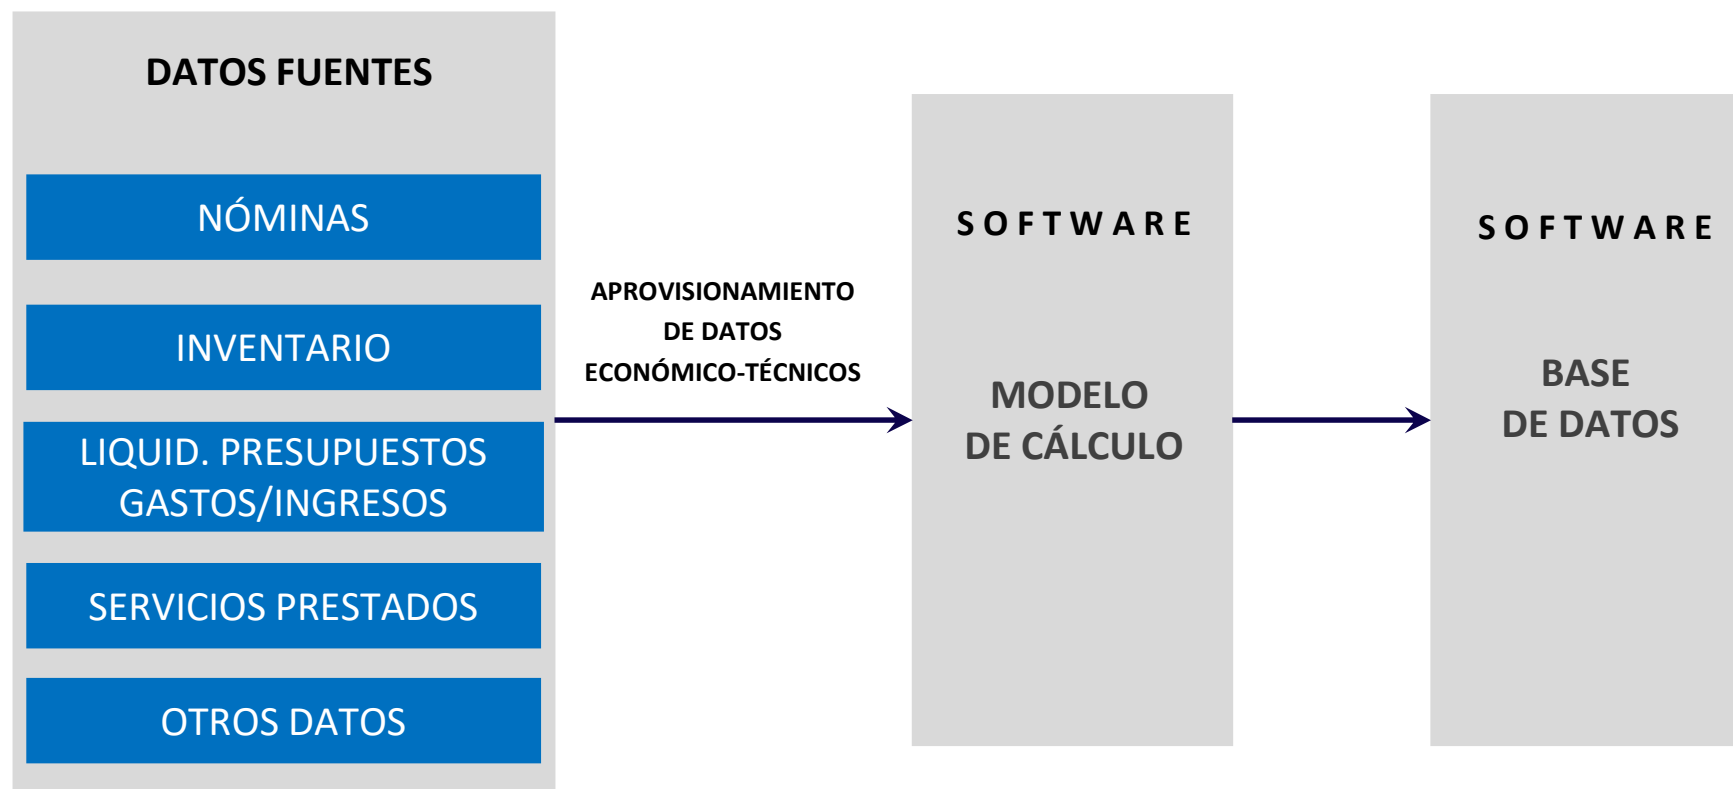 DATOS FUENTES
NÓMINAS
INVENTARIO
LIQUID. PRESUPUESTOS
GASTOS/INGRESOS
SERVICIOS PRESTADOS
OTROS DATOS
APROVISIONAMIENTO
DE DATOS
ECONÓMICO-TÉCNICOS
SOFTWARE
MODELO
DE CÁLCULO
SOFTWARE
BASE
DE DATOS